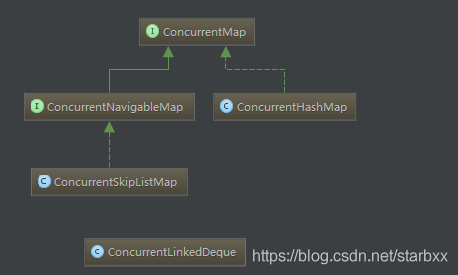 I ConcurrentMap
I ConcurrentNavigableMap
C ConcurrentHashMap
C ConcurrentSkipListMap
C ConcurrentLinkedDeque
https://blog.csdn.net/starbxx